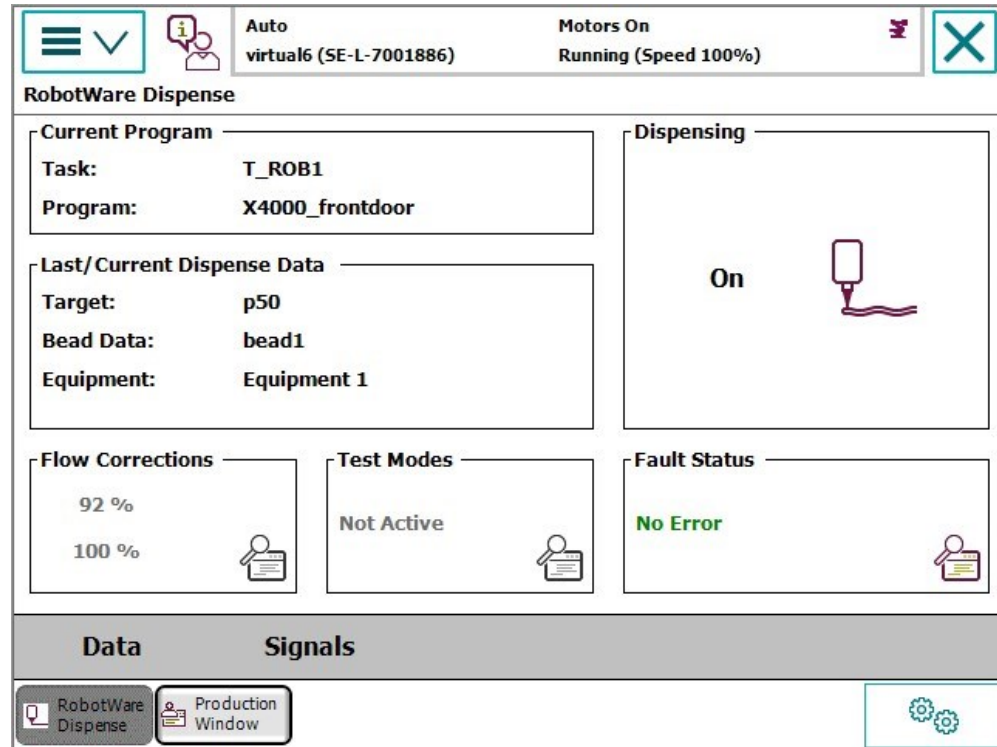 Auto
Motors On
virtual6 (SE-L-7001886)
Running (Speed 100%)
RobotWare Dispense
Current Program
Task: T_ROB1
Program: X4000_frontdoor
Last/Current Dispense Data
Target: p50
Bead Data: bead1
Equipment: Equipment 1
Dispensing
On
Flow Corrections
92 %
100 %
Test Modes
Not Active
Fault Status
No Error
Data Signals
RobotWare
Dispense
Production
Window